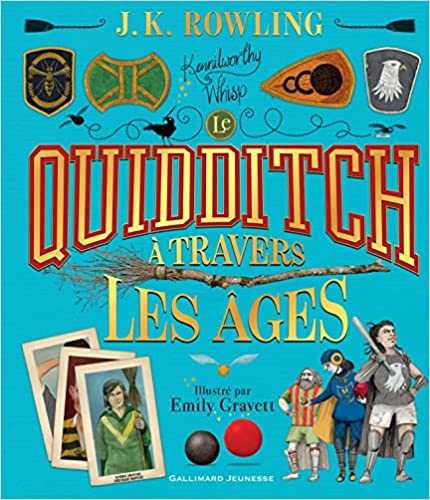 J.K. ROWLING
Kennilworthy
Whisp
Le
QUIDDITCH
À TRAVERS
LES ÂGES
Illustré par
Emily Gravett
GALLIMARD JEUNESSE